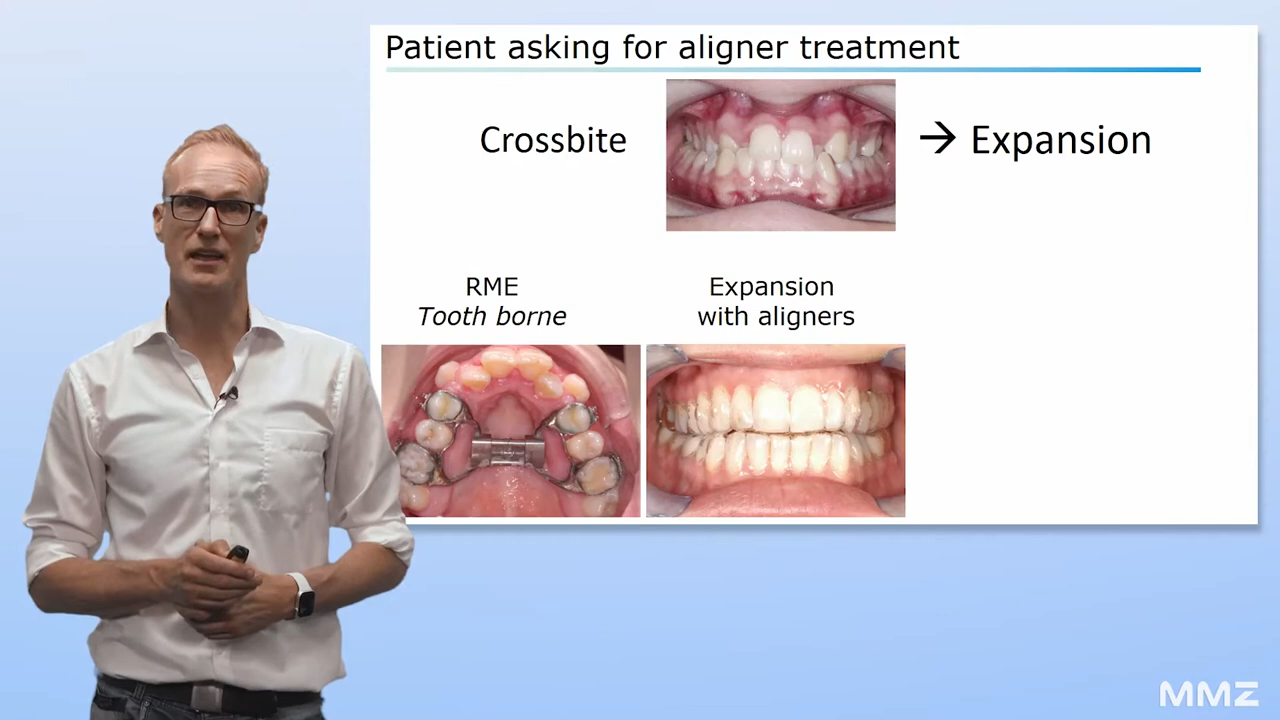 Patient asking for aligner treatment
Crossbite
→ Expansion
RME
Tooth borne
Expansion
with aligners
MMZ